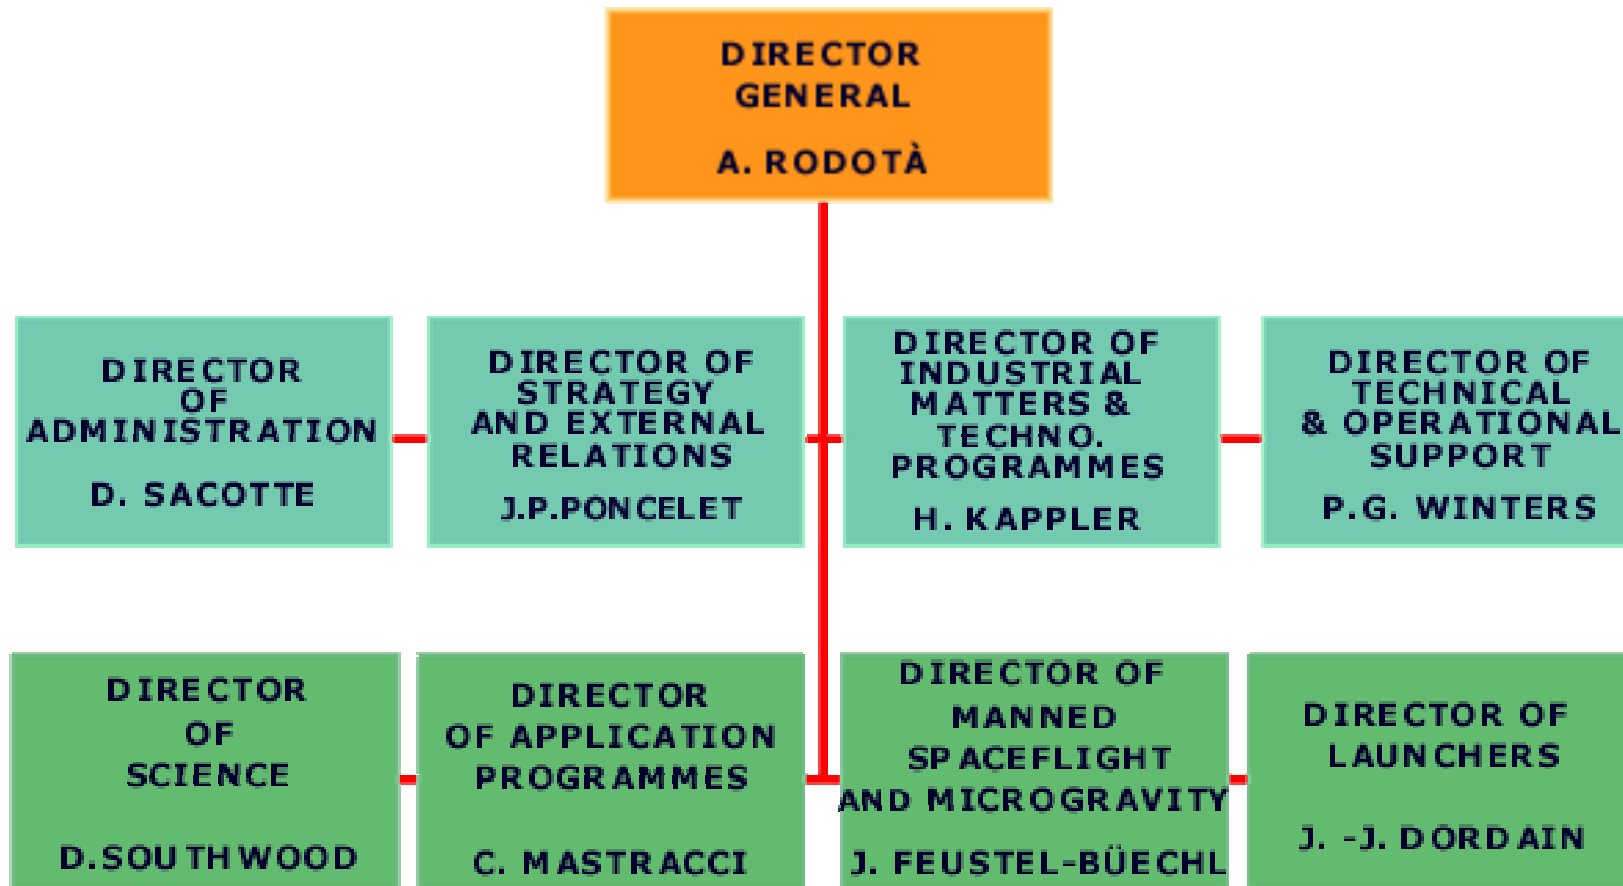 DIRECTOR
GENERAL
A. RODOTÀ
DIRECTOR
OF
ADMINISTRATION
D. SACOTTE
DIRECTOR OF
STRATEGY
AND EXTERNAL
RELATIONS
J.P.PONCELET
DIRECTOR OF
INDUSTRIAL
MATTERS &
TECHNO.
PROGRAMMES
H. KAPPLER
DIRECTOR OF
TECHNICAL
& OPERATIONAL
SUPPORT
P.G. WINTERS
DIRECTOR
OF
SCIENCE
D.SOUTHWOOD
DIRECTOR
OF APPLICATION
PROGRAMMES
C. MASTRACCI
DIRECTOR OF
MANNED
SPACEFLIGHT
AND MICROGRAVITY
J. FEUSTEL-BÜECHL
DIRECTOR OF
LAUNCHERS
J. -J. DORDAIN